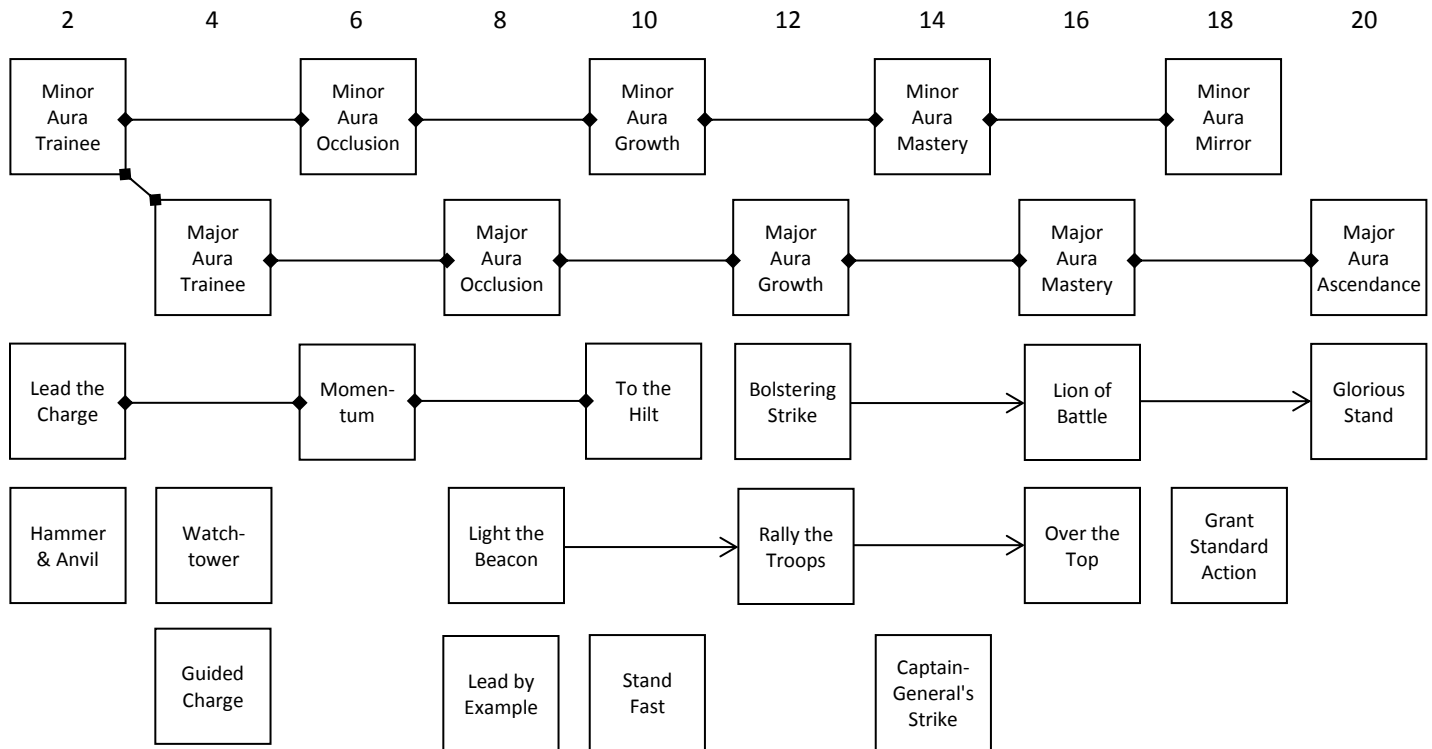 2 4 6 8 10 12 14 16 18 20
Minor
Aura
Trainee
Minor
Aura
Occlusion
Minor
Aura
Growth
Minor
Aura
Mastery
Minor
Aura
Mirror
Major
Aura
Trainee
Major
Aura
Occlusion
Major
Aura
Growth
Major
Aura
Mastery
Major
Aura
Ascendance
Lead the
Charge
Momen-
tum
To the
Hilt
Bolstering
Strike
Lion of
Battle
Glorious
Stand
Hammer
& Anvil
Watch-
tower
Light the
Beacon
Rally the
Troops
Over the
Top
Grant
Standard
Action
Guided
Charge
Lead by
Example
Stand
Fast
Captain-
General's
Strike